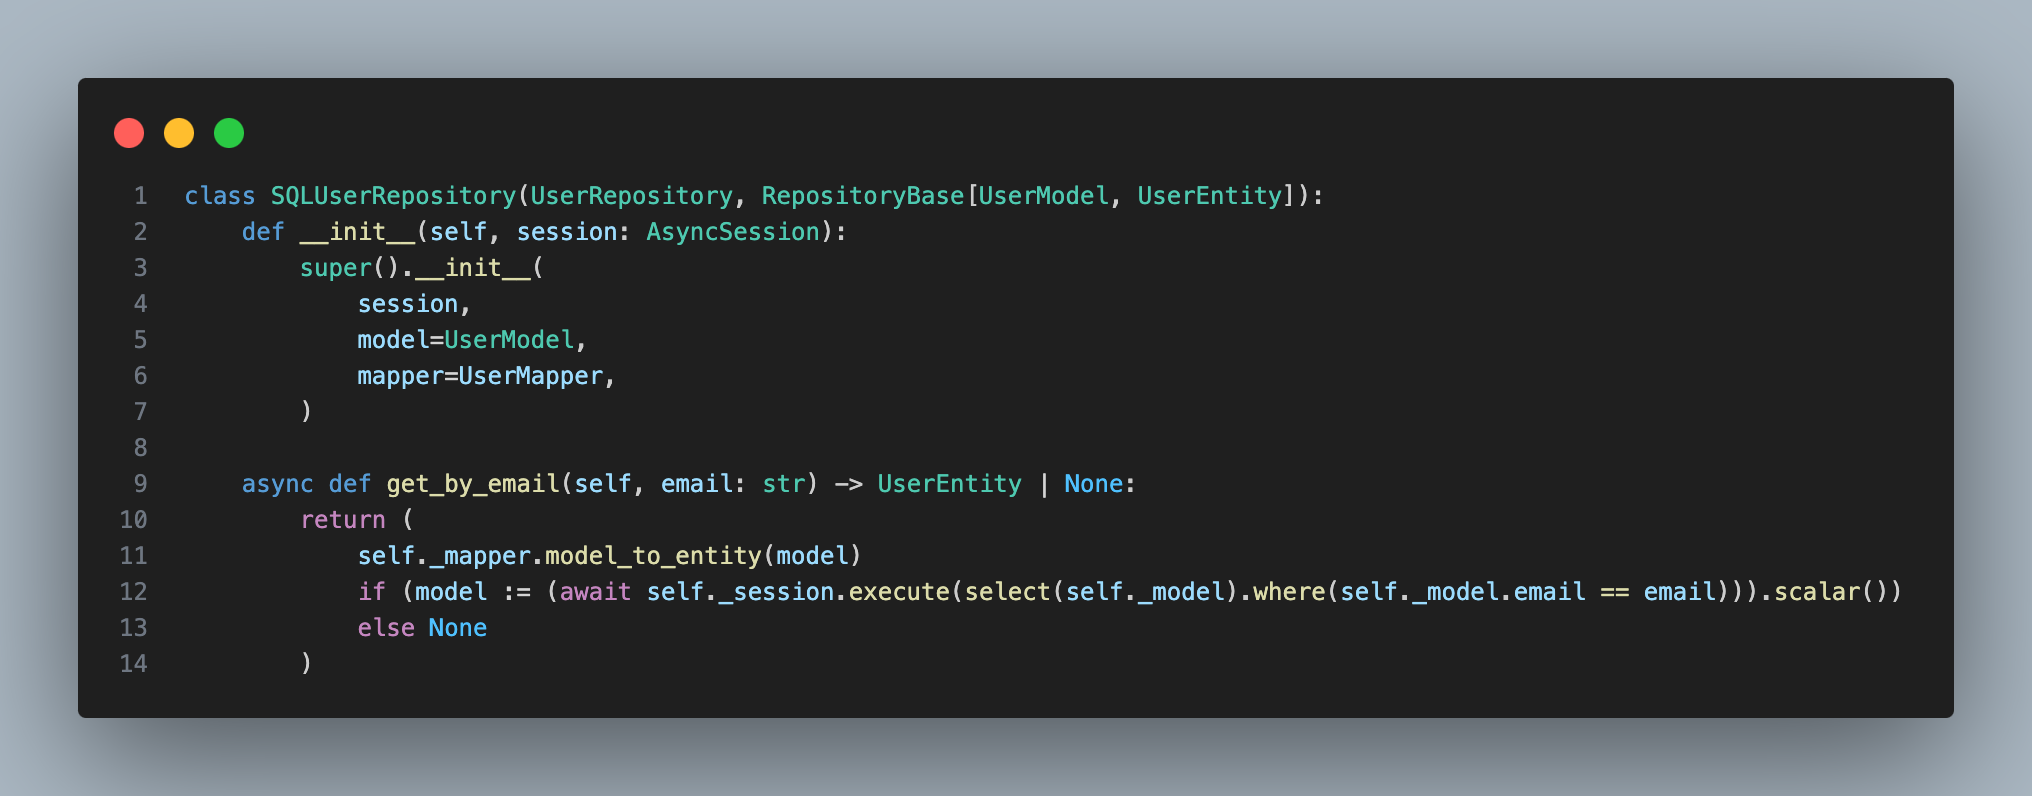 1 class SQLUserRepository(UserRepository, RepositoryBase[UserModel, UserEntity]):
2     def __init__(self, session: AsyncSession):
3         super().__init__(
4             session,
5             model=UserModel,
6             mapper=UserMapper,
7         )
8
9     async def get_by_email(self, email: str) -> UserEntity | None:
10         return (
11             self._mapper.model_to_entity(model)
12             if (model := (await self._session.execute(select(self._model).where(self._model.email == email))).scalar())
13             else None
14         )